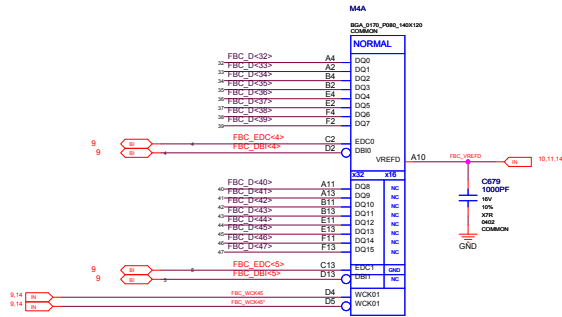 M4A
BGA_0170_P080_140X120
COMMON
NORMAL
32 FBC_D<32> A4 DQ0
33 FBC_D<33> A2 DQ1
34 FBC_D<34> B4 DQ2
35 FBC_D<35> B2 DQ3
36 FBC_D<36> E4 DQ4
37 FBC_D<37> E2 DQ5
38 FBC_D<38> F4 DQ6
39 FBC_D<39> F2 DQ7
9 BI 4 FBC_EDC<4> C2 EDC0
9 BI 4 FBC_DBI<4> D2 DBI0
VREFD A10 FBC_VREFD IN 10,11,14
x32 x16
C679
1000PF
16V
10%
X7R
0402
COMMON
GND
40 FBC_D<40> A11 DQ8 NC
41 FBC_D<41> A13 DQ9 NC
42 FBC_D<42> B11 DQ10 NC
43 FBC_D<43> B13 DQ11 NC
44 FBC_D<44> E11 DQ12 NC
45 FBC_D<45> E13 DQ13 NC
46 FBC_D<46> F11 DQ14 NC
47 FBC_D<47> F13 DQ15 NC
9 BI 5 FBC_EDC<5> C13 EDC1 GND
9 BI 5 FBC_DBI<5> D13 DBI1 NC
9,14 IN FBC_WCK45 D4 WCK01
9,14 IN FBC_WCK45* D5 WCK01